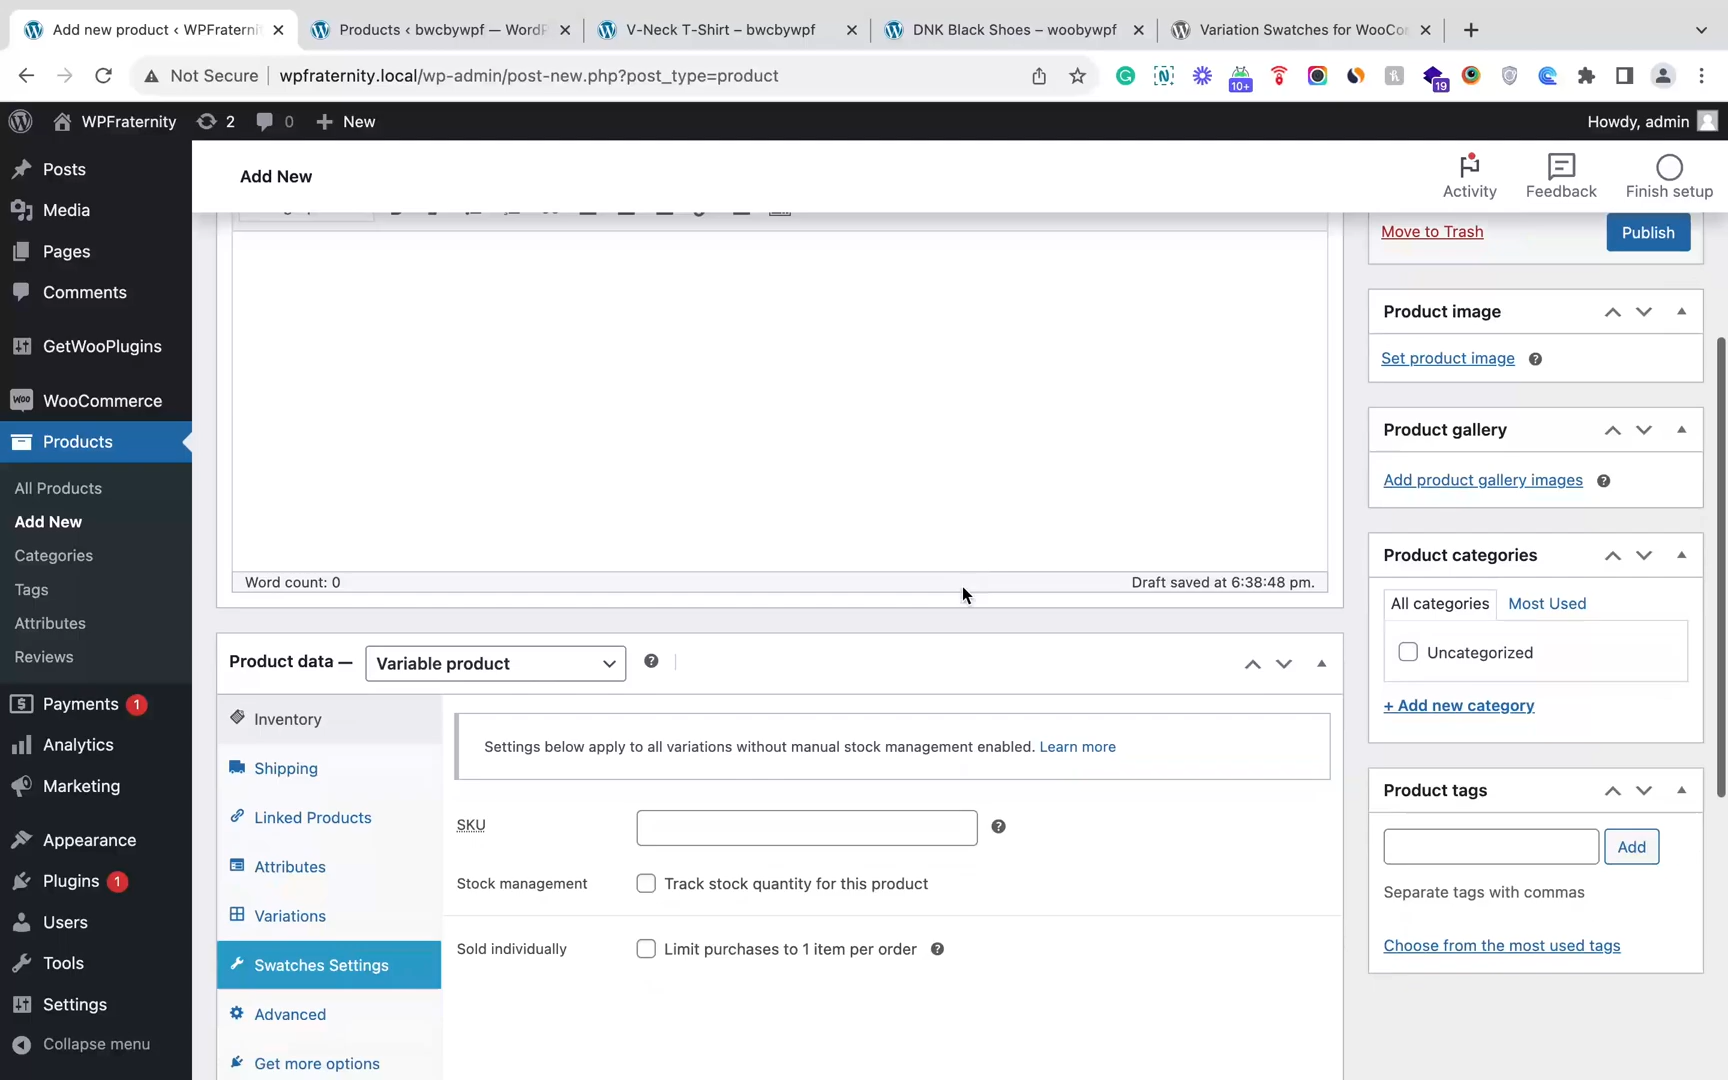 Add new product ‹ WPFraternit
Products ‹ bwcbywpf — WordP
V-Neck T-Shirt – bwcbywpf
DNK Black Shoes – woobywpf
Variation Swatches for WooCo
Not Secure
wpfraternity.local/wp-admin/post-new.php?post_type=product
10+
19
WPFraternity
2
0
New
Howdy, admin
Posts
Media
Pages
Comments
GetWooPlugins
Woo
WooCommerce
Products
All Products
Add New
Categories
Tags
Attributes
Reviews
Payments 1
Analytics
Marketing
Appearance
Plugins 1
Users
Tools
Settings
Collapse menu
Add New
Activity
Feedback
Finish setup
Word count: 0
Draft saved at 6:38:48 pm.
Product data —
Variable product
Inventory
Shipping
Linked Products
Attributes
Variations
Swatches Settings
Advanced
Get more options
Settings below apply to all variations without manual stock management enabled. Learn more
SKU
Stock management
Track stock quantity for this product
Sold individually
Limit purchases to 1 item per order
Move to Trash
Publish
Product image
Set product image
Product gallery
Add product gallery images
Product categories
All categories
Most Used
Uncategorized
+ Add new category
Product tags
Add
Separate tags with commas
Choose from the most used tags